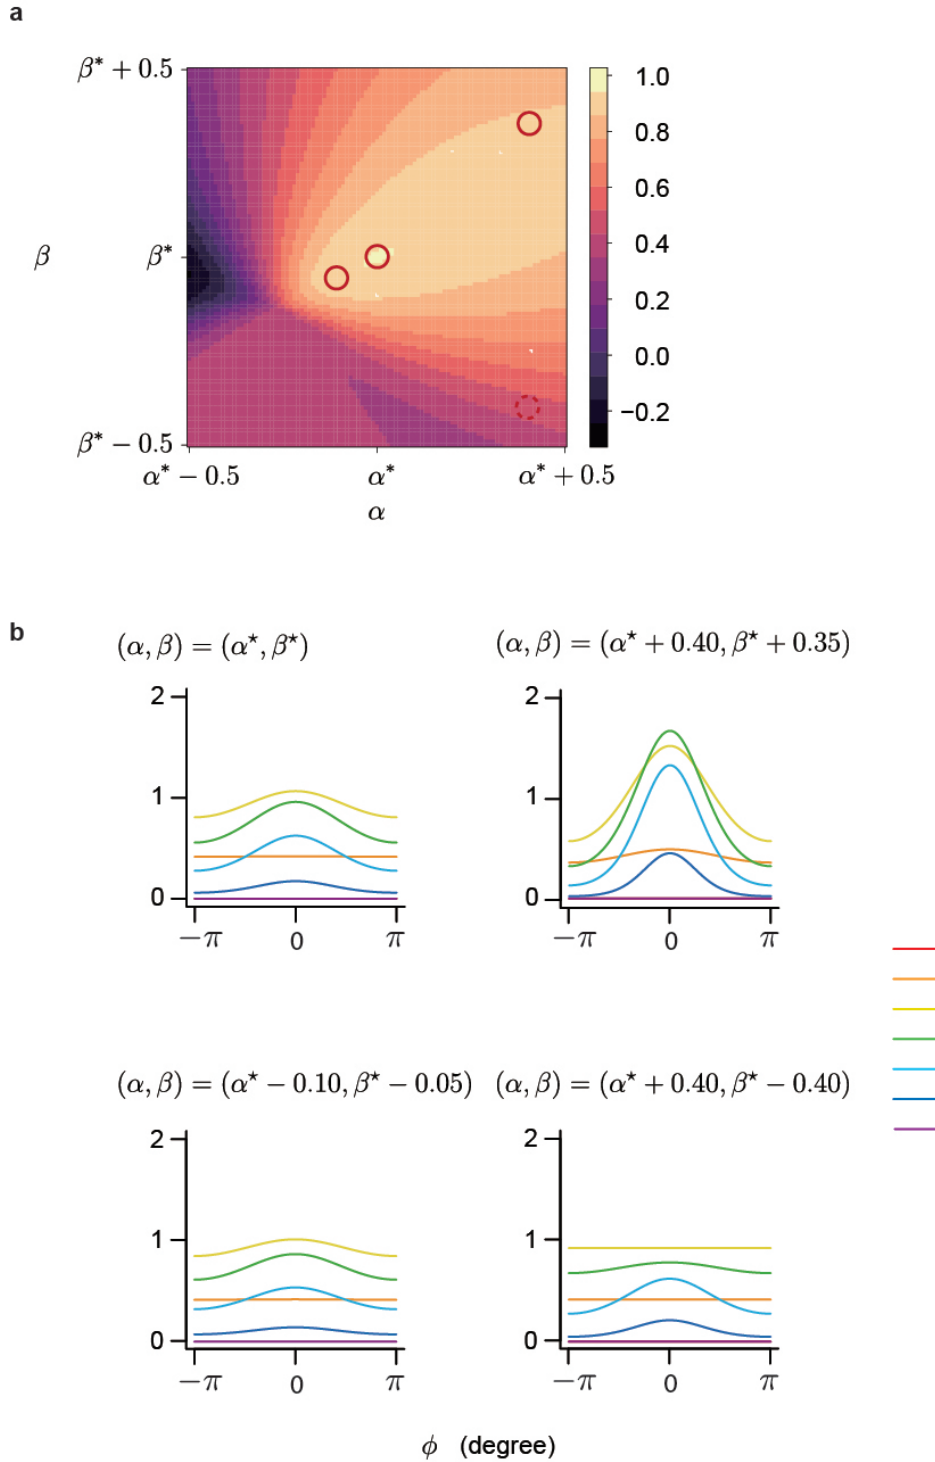 a
β* + 0.5
1.0
0.8
0.6
β β* 0.4
0.2
0.0
−0.2
β* − 0.5
α* − 0.5 α* α* + 0.5
α
b
(α, β) = (α⋆, β⋆) (α, β) = (α⋆ + 0.40, β⋆ + 0.35)
2 2
1 1
0 0
−π 0 π −π 0 π
(α, β) = (α⋆ − 0.10, β⋆ − 0.05) (α, β) = (α⋆ + 0.40, β⋆ − 0.40)
2 2
1 1
0 0
−π 0 π −π 0 π
ϕ (degree)